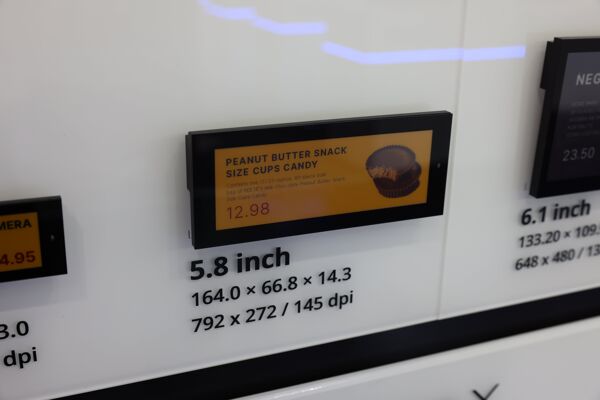 PEANUT BUTTER SNACK
SIZE CUPS CANDY
12.98
5.8 inch
164.0 × 66.8 × 14.3
792 x 272 / 145 dpi
MERA
4.95
3.0
dpi
NEG
23.50
6.1 inch
133.20 × 109.
648 x 480 / 13